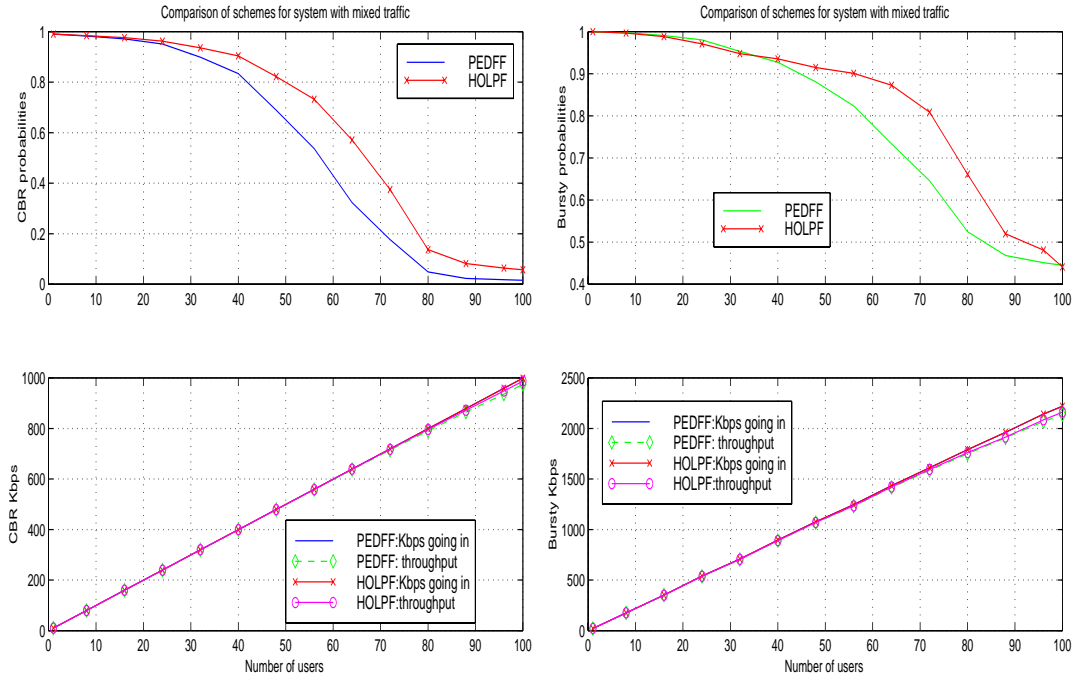 Comparison of schemes for system with mixed traffic
CBR probabilities
1
0.8
0.6
0.4
0.2
0
0 10 20 30 40 50 60 70 80 90 100
PEDFF
HOLPF
Comparison of schemes for system with mixed traffic
Bursty probabilities
1
0.9
0.8
0.7
0.6
0.5
0.4
0 10 20 30 40 50 60 70 80 90 100
PEDFF
HOLPF
CBR Kbps
1000
800
600
400
200
0
0 10 20 30 40 50 60 70 80 90 100
Number of users
PEDFF:Kbps going in
PEDFF: throughput
HOLPF:Kbps going in
HOLPF:throughput
Bursty Kbps
2500
2000
1500
1000
500
0
0 10 20 30 40 50 60 70 80 90 100
Number of users
PEDFF:Kbps going in
PEDFF: throughput
HOLPF:Kbps going in
HOLPF:throughput